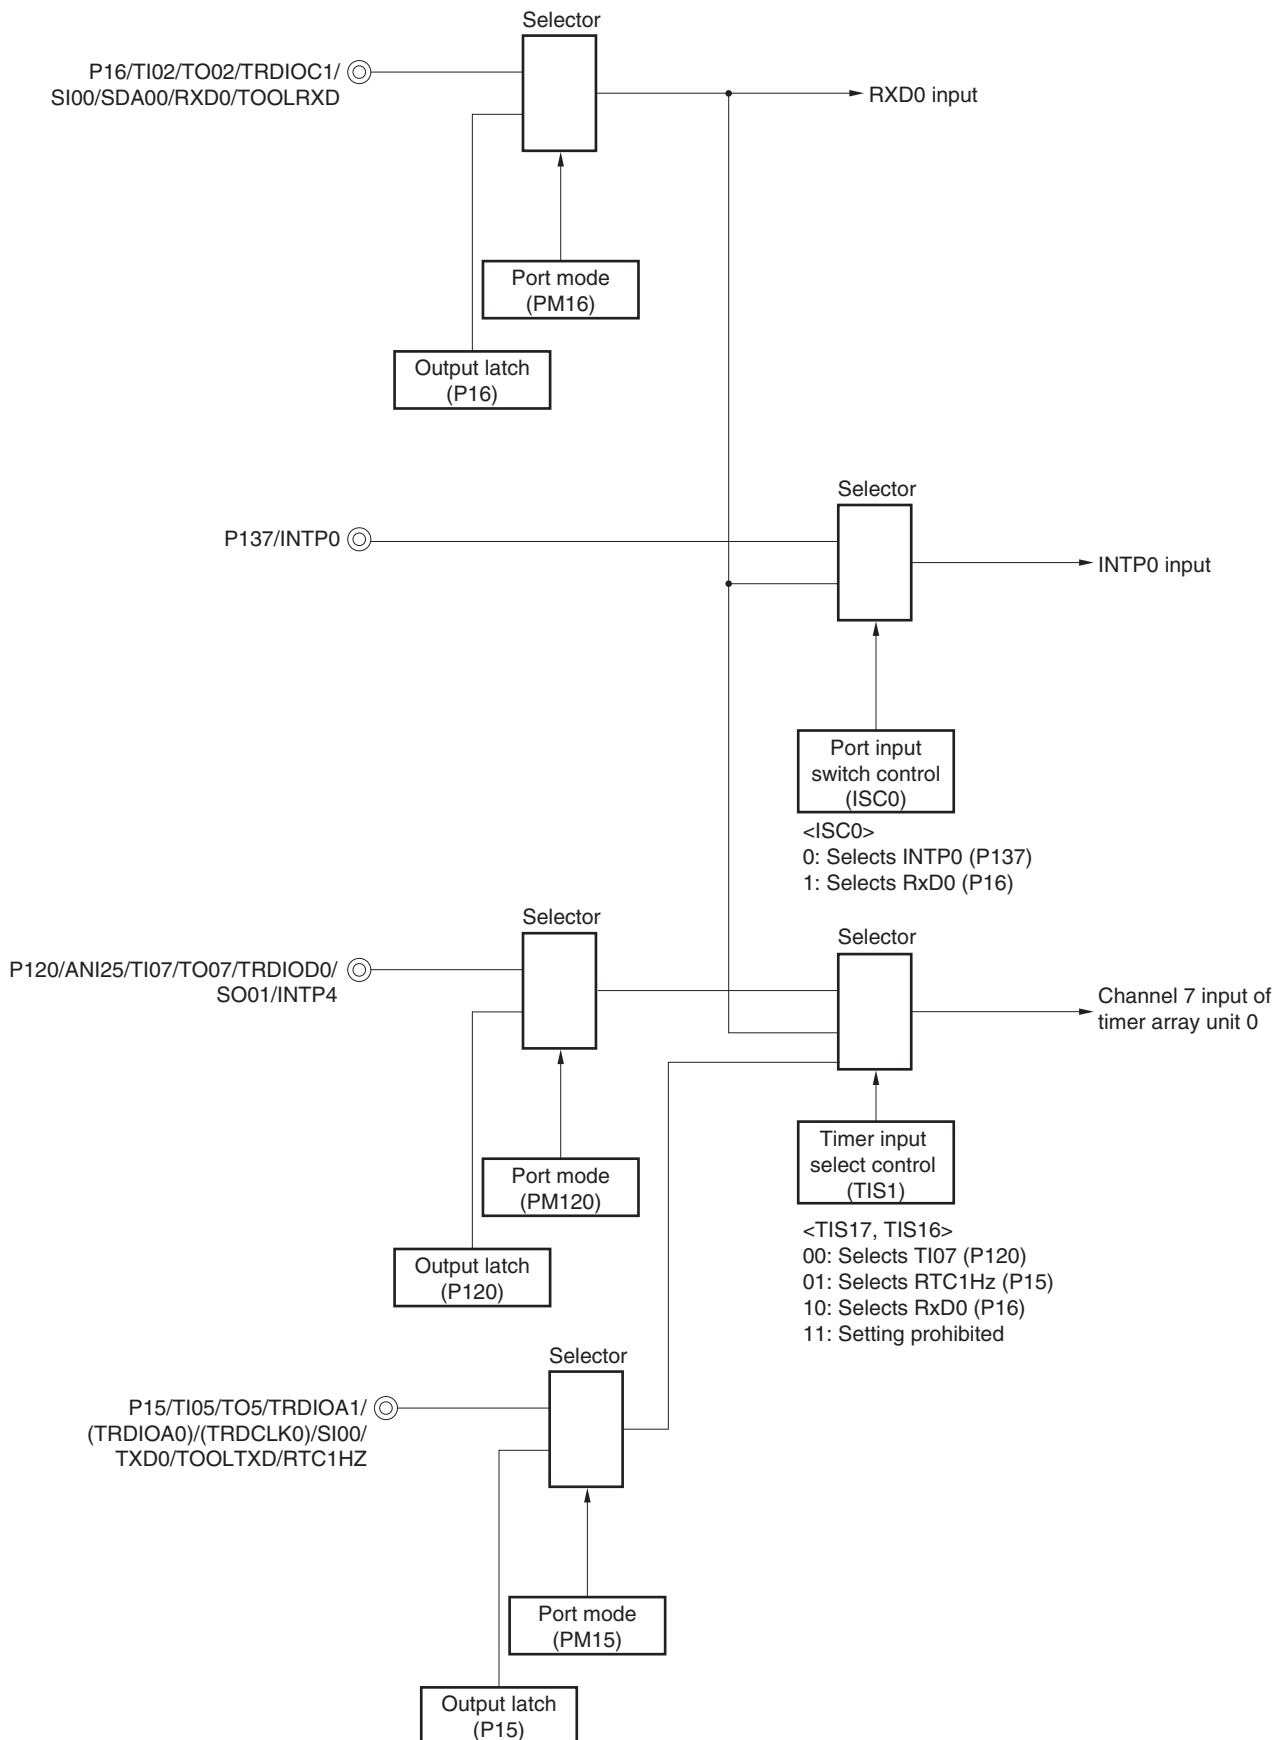 Selector
P16/TI02/TO02/TRDIOC1/
SI00/SDA00/RXD0/TOOLRXD
RXD0 input
Port mode
(PM16)
Output latch
(P16)
Selector
P137/INTP0
INTP0 input
Port input
switch control
(ISC0)
<ISC0>
0: Selects INTP0 (P137)
1: Selects RxD0 (P16)
Selector
Selector
P120/ANI25/TI07/TO07/TRDIOD0/
SO01/INTP4
Channel 7 input of
timer array unit 0
Port mode
(PM120)
Timer input
select control
(TIS1)
<TIS17, TIS16>
00: Selects TI07 (P120)
01: Selects RTC1Hz (P15)
10: Selects RxD0 (P16)
11: Setting prohibited
Output latch
(P120)
Selector
P15/TI05/TO5/TRDIOA1/
(TRDIOA0)/(TRDCLK0)/SI00/
TXD0/TOOLTXD/RTC1HZ
Port mode
(PM15)
Output latch
(P15)